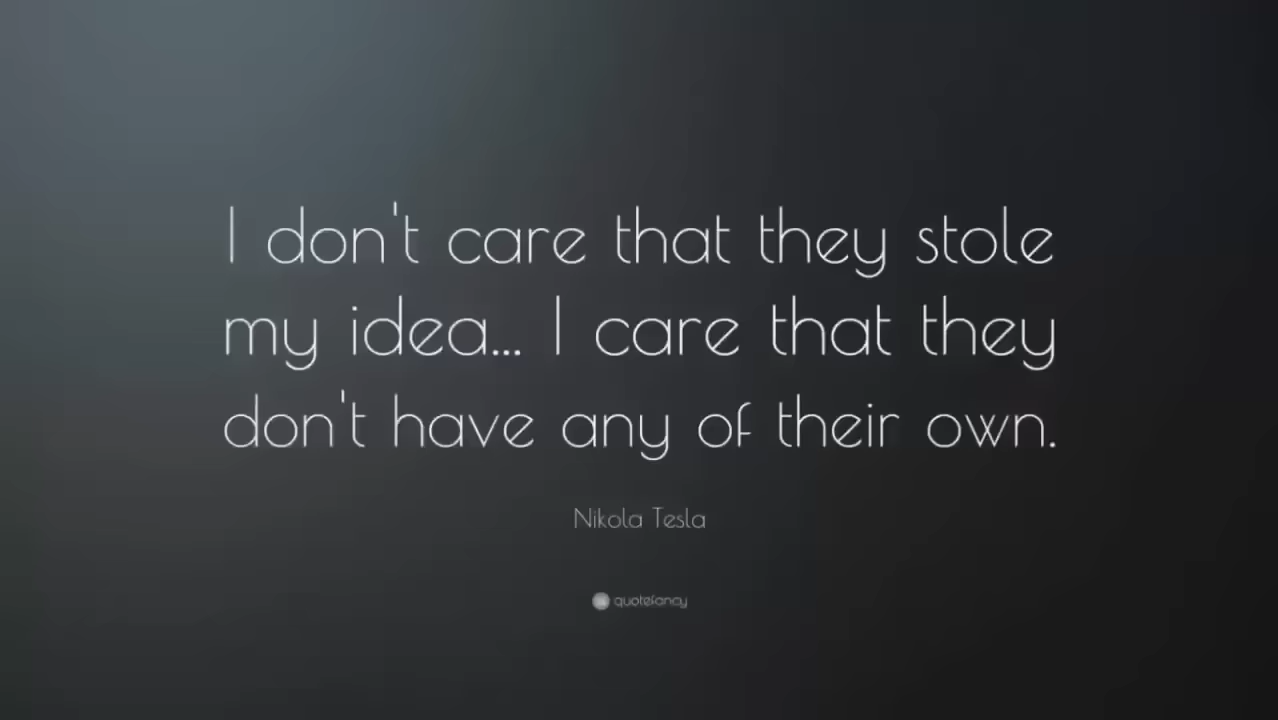 I don't care that they stole
my idea... I care that they
don't have any of their own.
Nikola Tesla
quotefancy